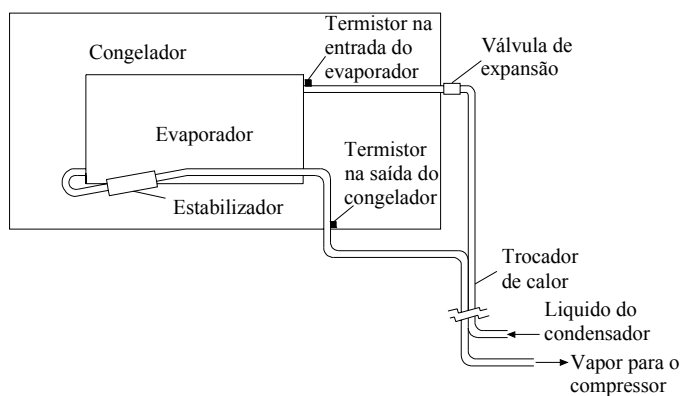 Congelador
Termistor na
entrada do
evaporador
Válvula de
expansão
Evaporador
Termistor
na saída do
congelador
Estabilizador
Trocador
de calor
Liquido do
condensador
Vapor para o
compressor